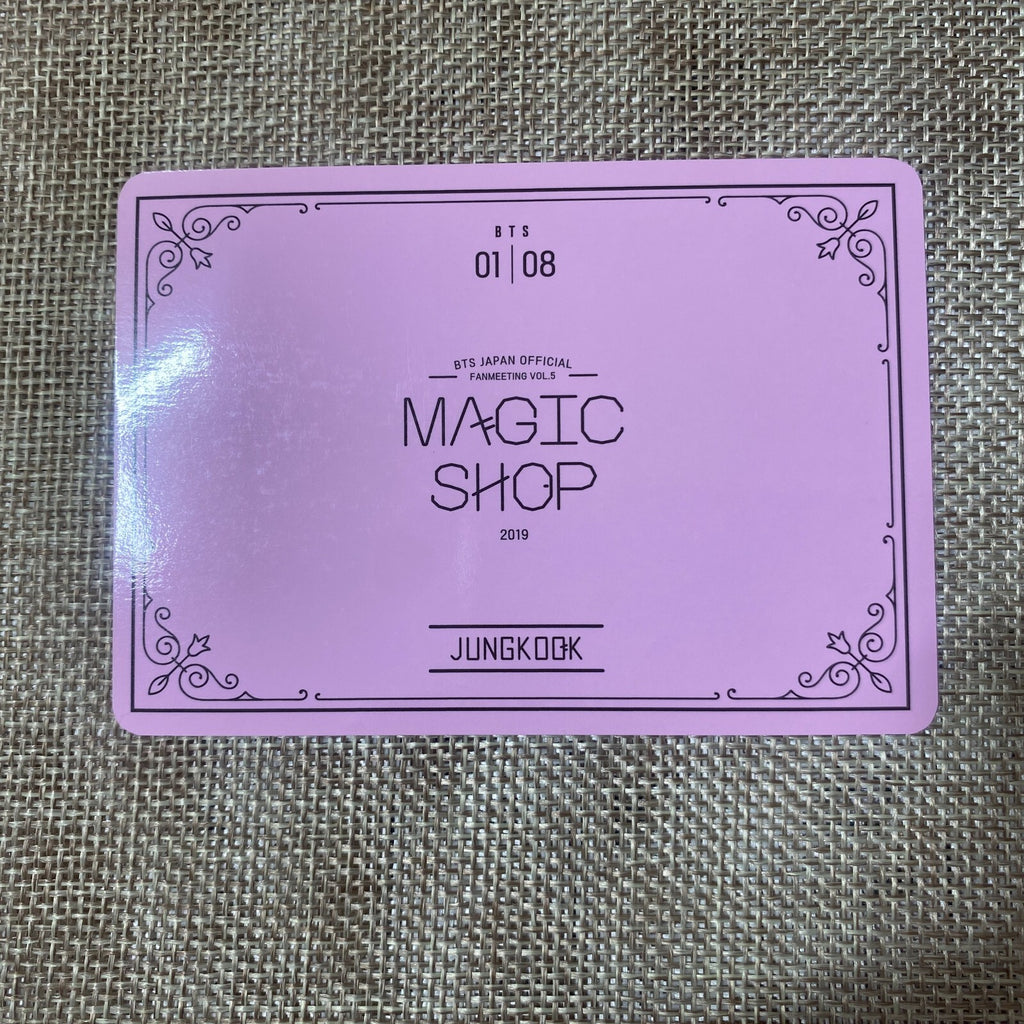 BTS
01 | 08
BTS JAPAN OFFICIAL
FANMEETING VOL.5
MAGIC
SHOP
2019
JUNGKOOK